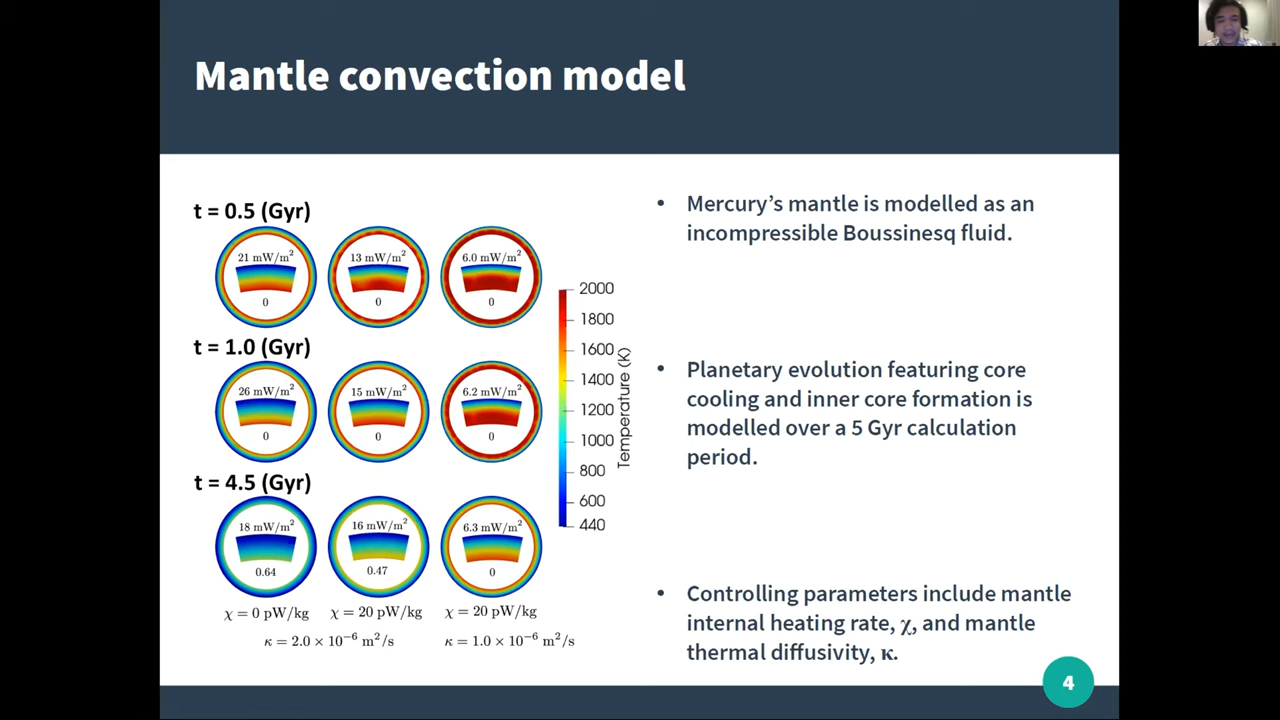 Mantle convection model
t = 0.5 (Gyr)
21 mW/m²
0
13 mW/m²
0
6.0 mW/m²
0
t = 1.0 (Gyr)
26 mW/m²
0
15 mW/m²
0
6.2 mW/m²
0
t = 4.5 (Gyr)
18 mW/m²
0.64
16 mW/m²
0.47
6.3 mW/m²
0
χ = 0 pW/kg
χ = 20 pW/kg
χ = 20 pW/kg
κ = 2.0 × 10⁻⁶ m²/s
κ = 1.0 × 10⁻⁶ m²/s
2000
1800
1600
1400
1200
1000
800
600
440
Temperature (K)
• Mercury’s mantle is modelled as an
incompressible Boussinesq fluid.
• Planetary evolution featuring core
cooling and inner core formation is
modelled over a 5 Gyr calculation
period.
• Controlling parameters include mantle
internal heating rate, χ, and mantle
thermal diffusivity, κ.
4